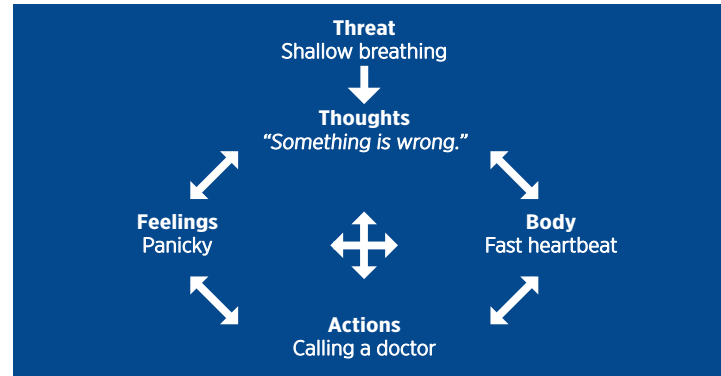 Threat
Shallow breathing
Thoughts
“Something is wrong.”
Feelings
Panicky
Body
Fast heartbeat
Actions
Calling a doctor